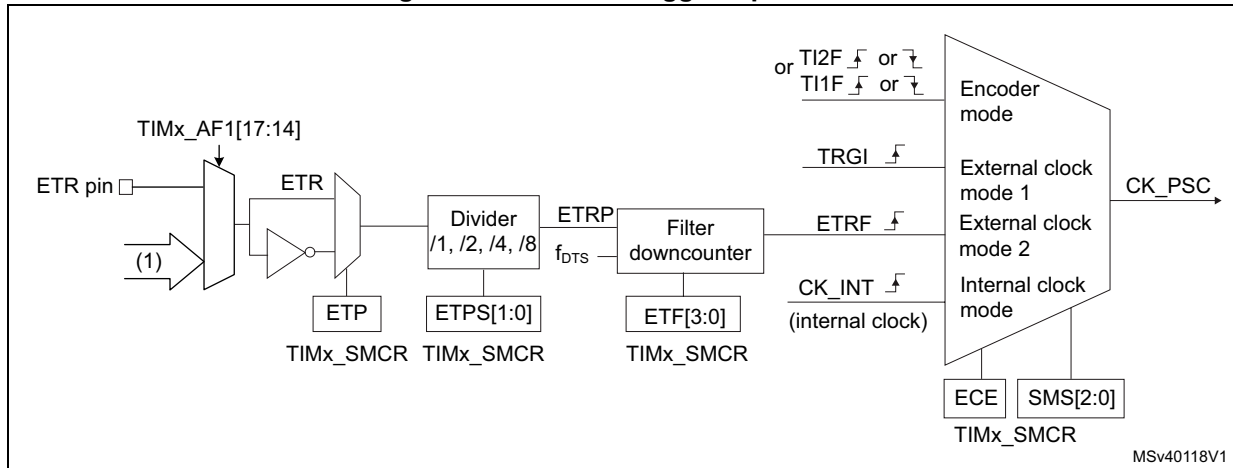 or TI2F or
TI1F or
Encoder
mode
TIMx_AF1[17:14]
ETR pin
ETR
TRGI
External clock
mode 1
CK_PSC
Divider
/1, /2, /4, /8
ETRP
Filter
downcounter
ETRF
External clock
mode 2
(1)
fDTS
CK_INT
(internal clock)
Internal clock
mode
ETP
ETPS[1:0]
ETF[3:0]
TIMx_SMCR
TIMx_SMCR
TIMx_SMCR
ECE
SMS[2:0]
TIMx_SMCR
MSv40118V1